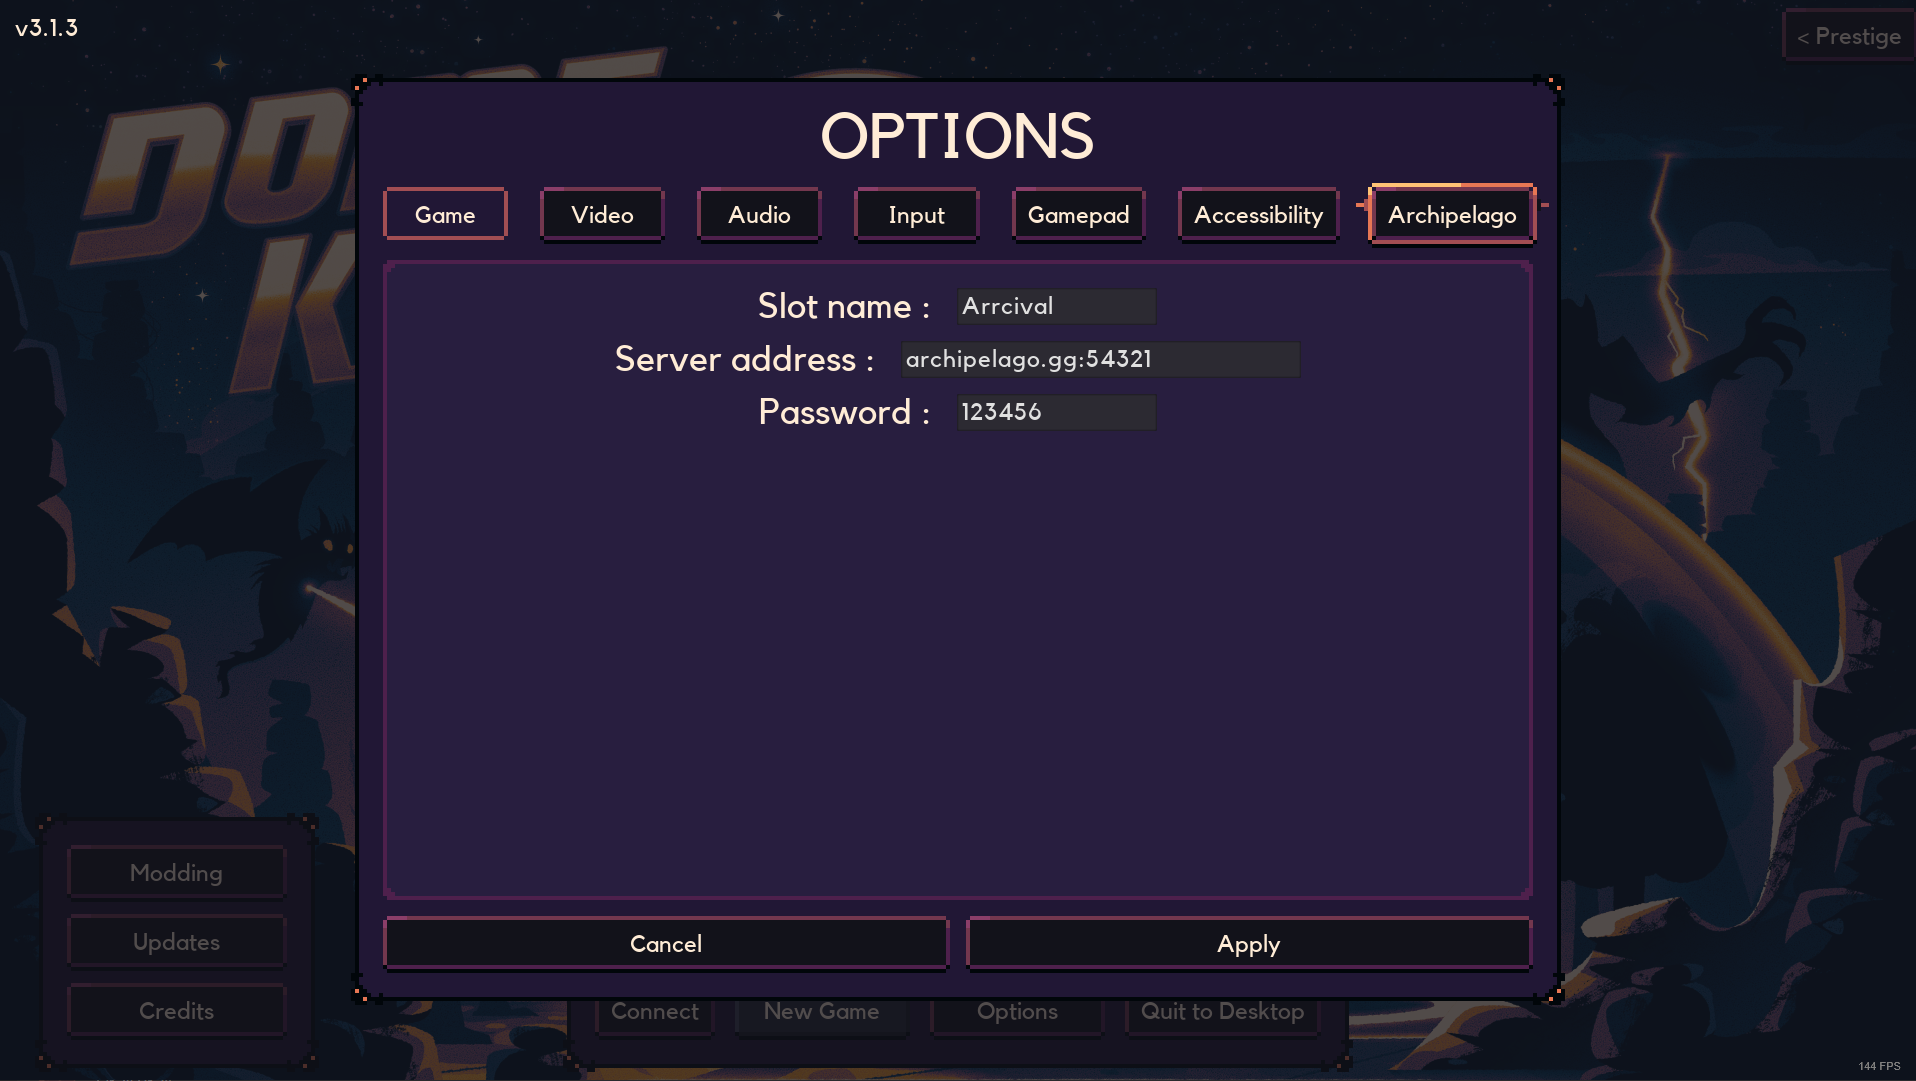 v3.1.3
< Prestige
OPTIONS
Game Video Audio Input Gamepad Accessibility Archipelago
Slot name : Arrcival
Server address : archipelago.gg:54321
Password : 123456
Cancel Apply
Modding
Updates
Credits
Connect New Game Options Quit to Desktop
144 FPS